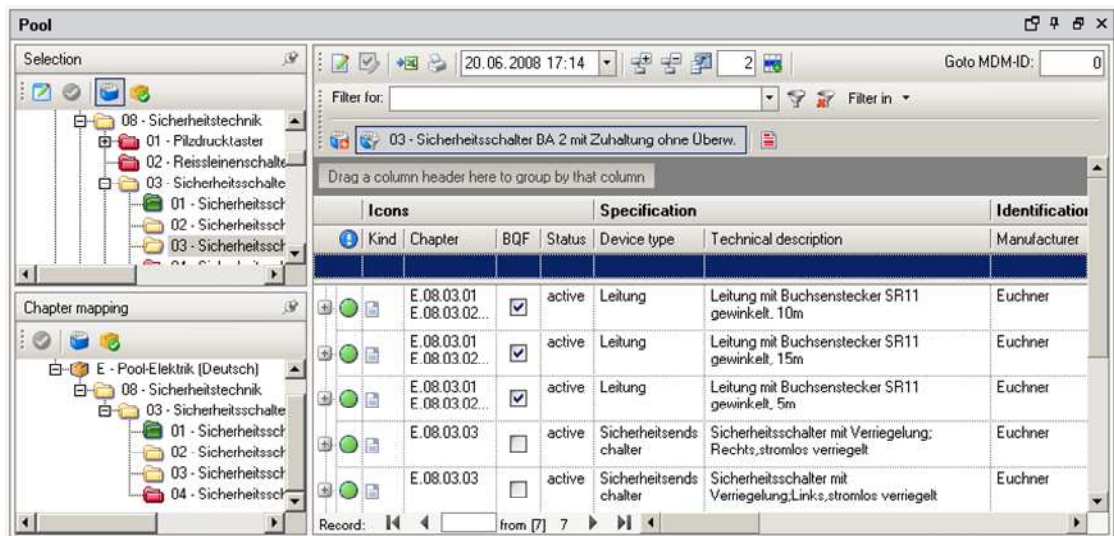 Pool
Selection
08 - Sicherheitstechnik
01 - Pilzdrucktaster
02 - Reissleinenschalte
03 - Sicherheitsschalte
01 - Sicherheitssch
02 - Sicherheitssch
03 - Sicherheitssch
Chapter mapping
E - Pool-Elektrik (Deutsch)
08 - Sicherheitstechnik
03 - Sicherheitsschalte
01 - Sicherheitssch
02 - Sicherheitssch
03 - Sicherheitssch
04 - Sicherheitssch
20.06.2008 17:14 2 Goto MDM-ID: 0
Filter for: Filter in
03 - Sicherheitsschalter BA 2 mit Zuhaltung ohne Überw.
Drag a column header here to group by that column
Icons Specification Identification
Kind Chapter BQF Status Device type Technical description Manufacturer
E.08.03.01 active Leitung Leitung mit Buchsenstecker SR11 Euchner
E.08.03.02... gewinkelt. 10m
E.08.03.01 active Leitung Leitung mit Buchsenstecker SR11 Euchner
E.08.03.02... gewinkelt, 15m
E.08.03.01 active Leitung Leitung mit Buchsenstecker SR11 Euchner
E.08.03.02... gewinkelt, 5m
E.08.03.03 active Sicherheitsends Sicherheitsschalter mit Verriegelung; Euchner
chalter Rechts,stromlos verriegelt
E.08.03.03 active Sicherheitsends Sicherheitsschalter mit Euchner
chalter Verriegelung;Links,stromlos verriegelt
Record: from [7] 7